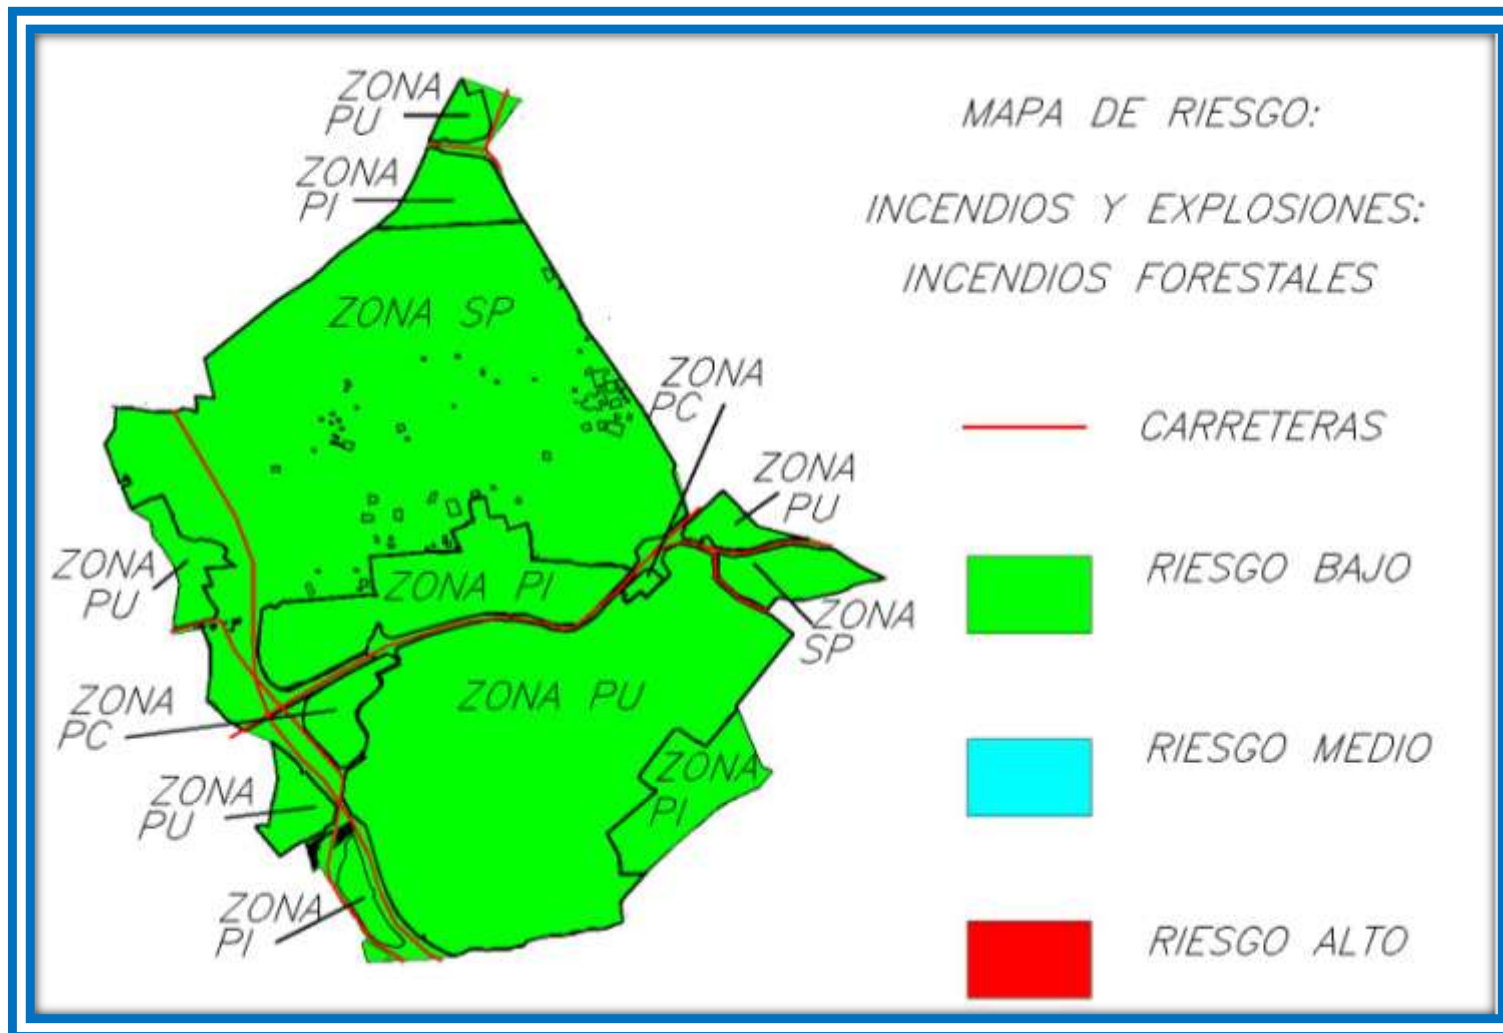 ZONA
PU
ZONA
PI
ZONA SP
ZONA
PC
ZONA
PU
ZONA
PU
ZONA PI
ZONA
SP
ZONA PU
ZONA
PC
ZONA
PI
ZONA
PU
ZONA
PI
MAPA DE RIESGO:
INCENDIOS Y EXPLOSIONES:
INCENDIOS FORESTALES
CARRETERAS
RIESGO BAJO
RIESGO MEDIO
RIESGO ALTO